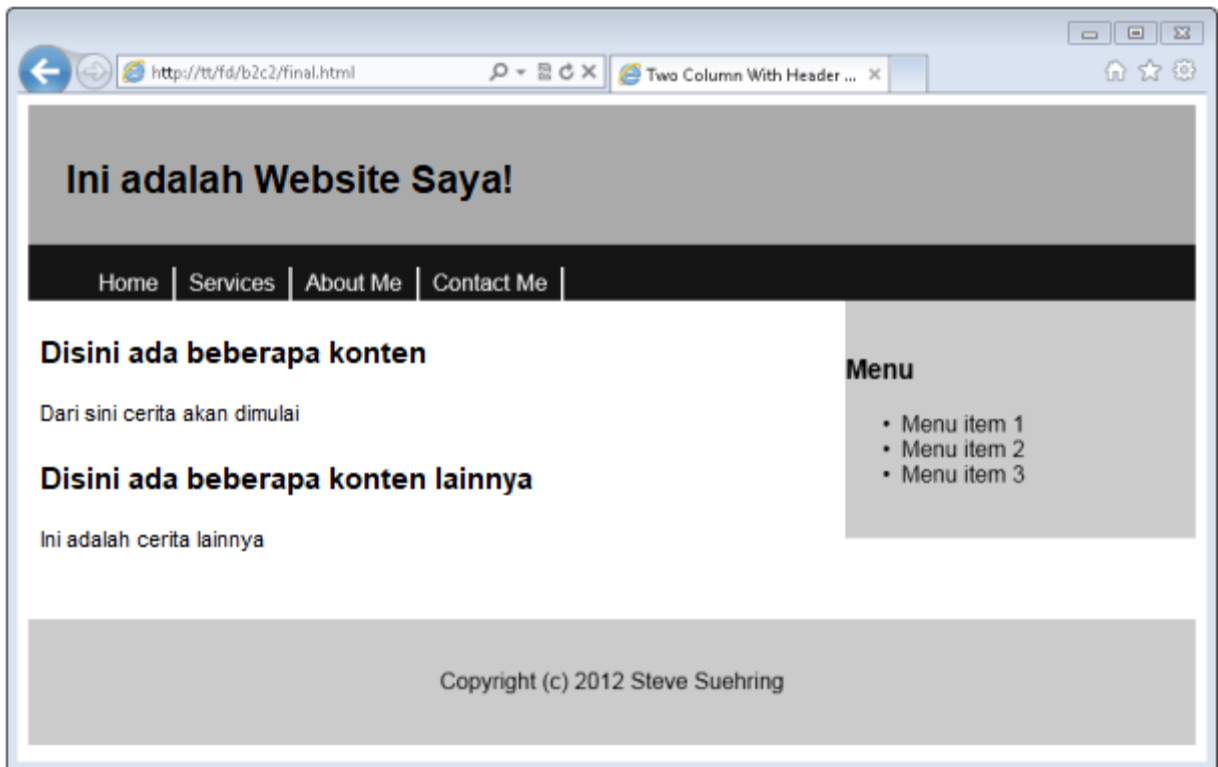 http://tt/fd/b2c2/final.html
Two Column With Header ...
Ini adalah Website Saya!
Home Services About Me Contact Me
Disini ada beberapa konten
Dari sini cerita akan dimulai
Disini ada beberapa konten lainnya
Ini adalah cerita lainnya
Menu
• Menu item 1
• Menu item 2
• Menu item 3
Copyright (c) 2012 Steve Suehring